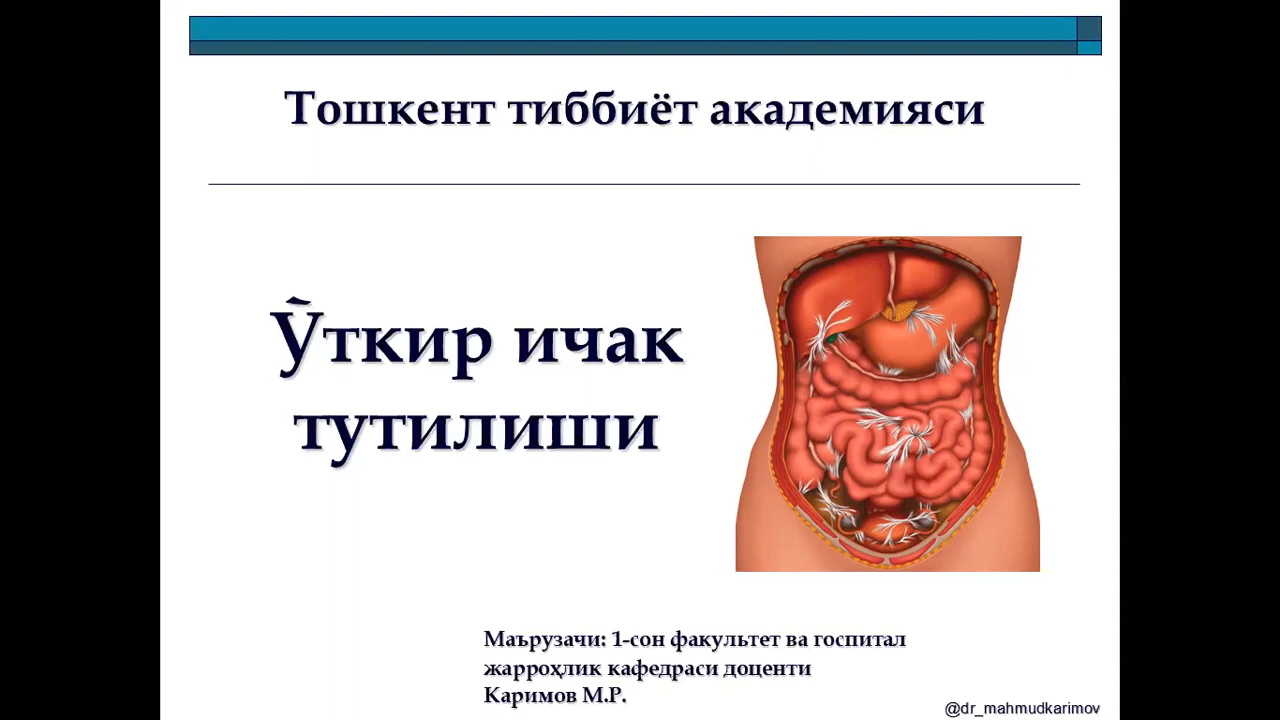 Тошкент тиббиёт академияси
Ўткир ичак
тутилиши
Маърузачи: 1-сон факультет ва госпитал
жарроҳлик кафедраси доценти
Каримов М.Р.
@dr_mahmudkarimov